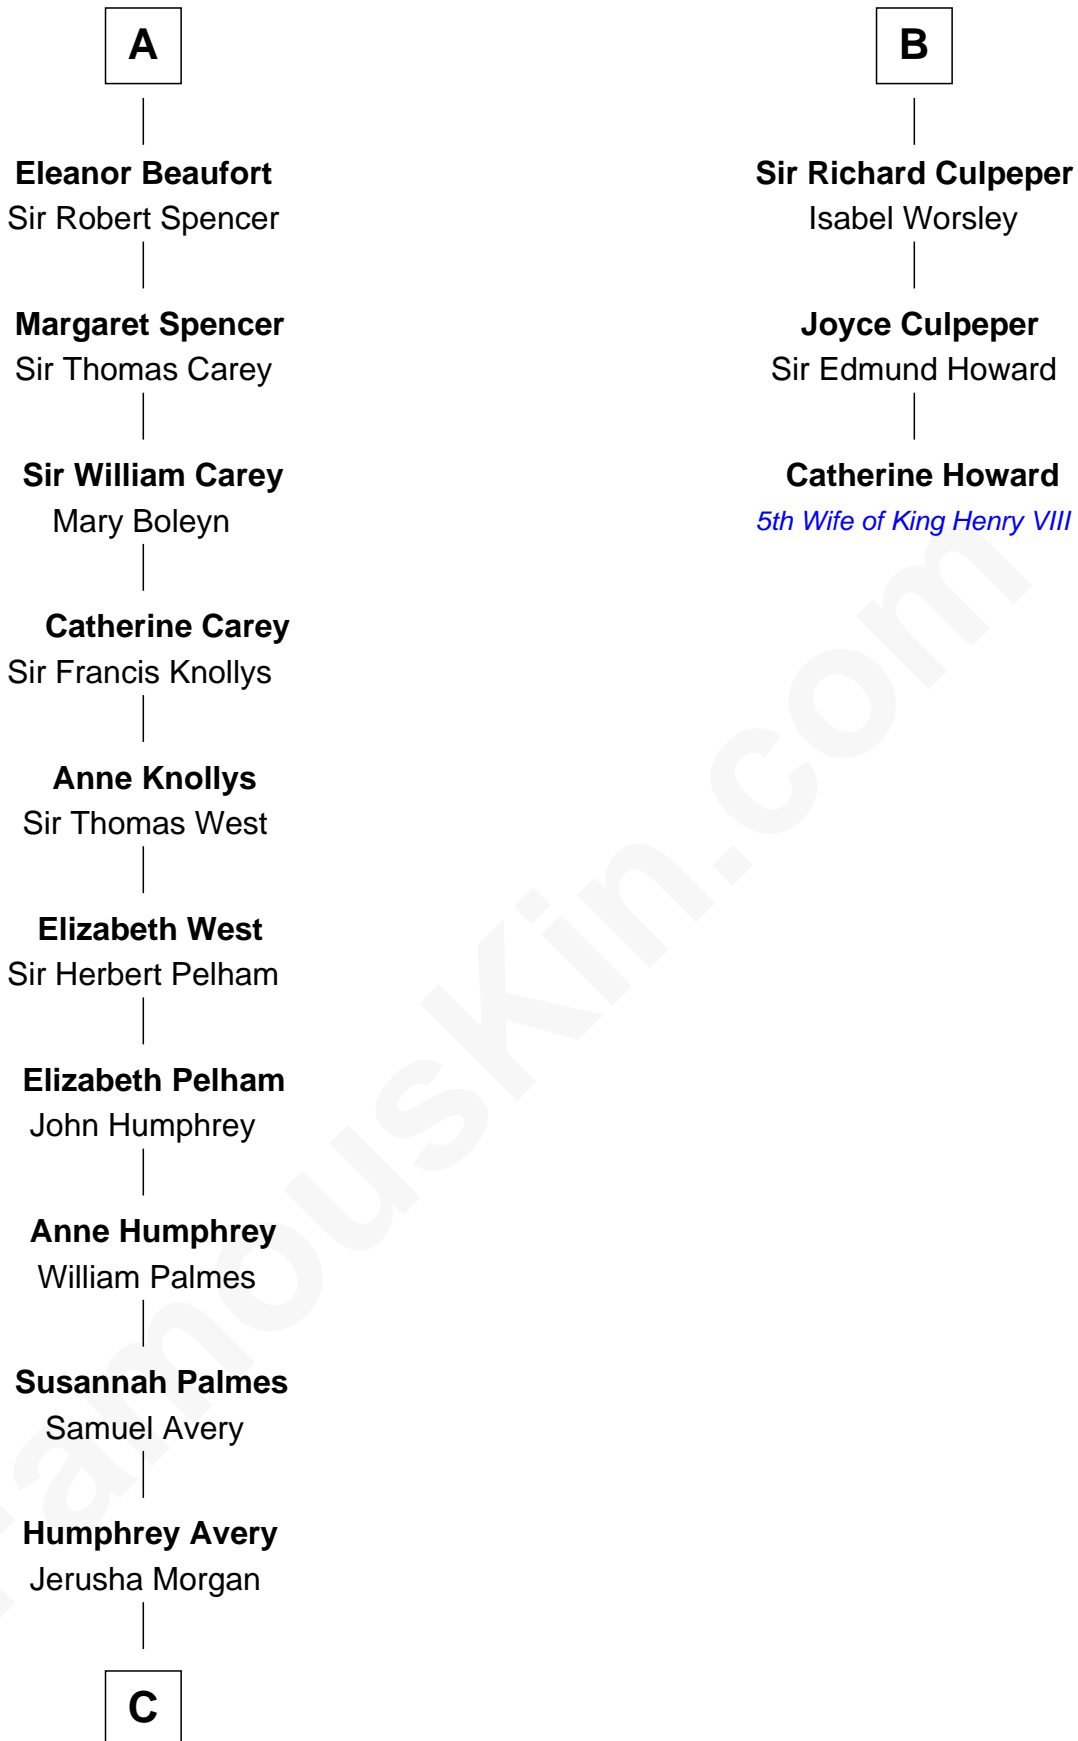 A
Eleanor Beaufort
Sir Robert Spencer
Margaret Spencer
Sir Thomas Carey
Sir William Carey
Mary Boleyn
Catherine Carey
Sir Francis Knollys
Anne Knollys
Sir Thomas West
Elizabeth West
Sir Herbert Pelham
Elizabeth Pelham
John Humphrey
Anne Humphrey
William Palmes
Susannah Palmes
Samuel Avery
Humphrey Avery
Jerusha Morgan
C
B
Sir Richard Culpeper
Isabel Worsley
Joyce Culpeper
Sir Edmund Howard
Catherine Howard
5th Wife of King Henry VIII
FamousKin.com